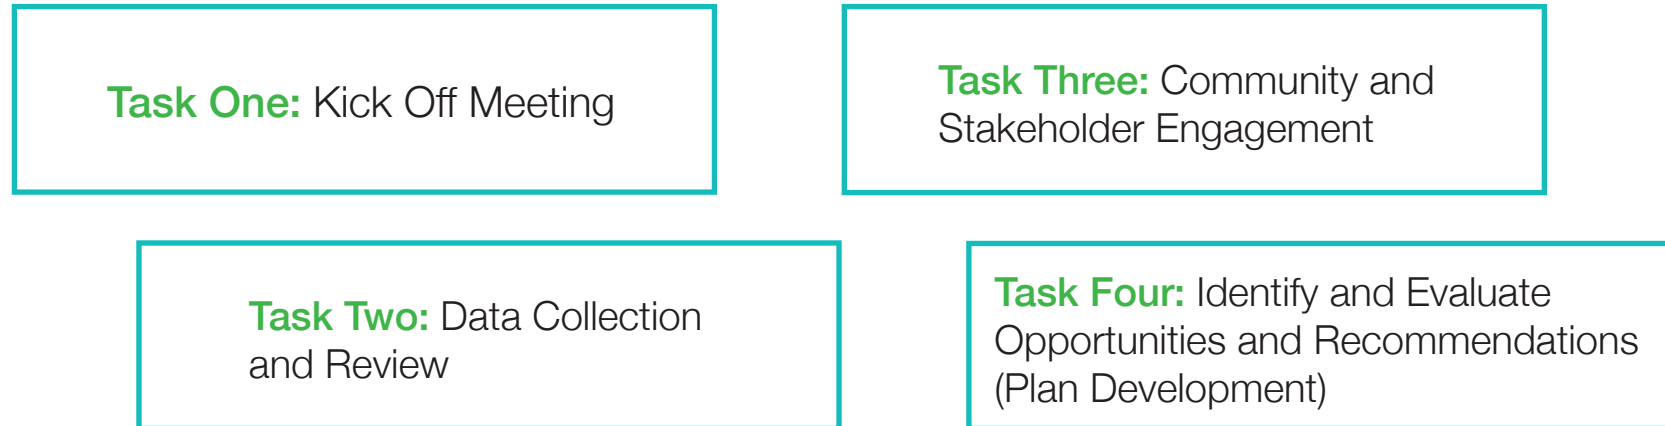 Task One: Kick Off Meeting
Task Two: Data Collection
and Review
Task Three: Community and
Stakeholder Engagement
Task Four: Identify and Evaluate
Opportunities and Recommendations
(Plan Development)